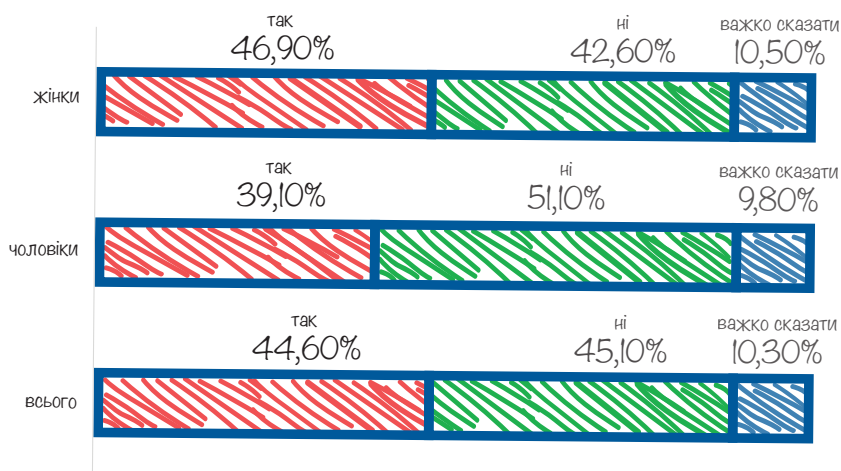 так ні важко сказати
46,90% 42,60% 10,50%
жінки
так ні важко сказати
39,10% 51,10% 9,80%
чоловіки
так ні важко сказати
44,60% 45,10% 10,30%
всього